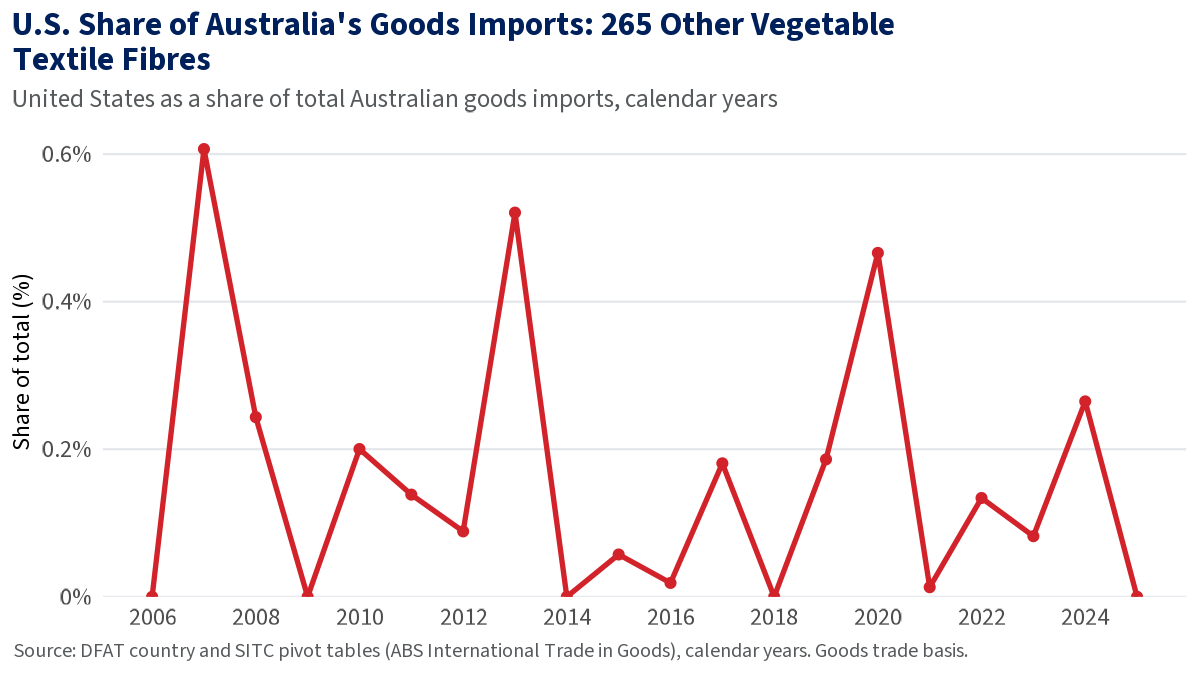 U.S. Share of Australia's Goods Imports: 265 Other Vegetable
Textile Fibres
United States as a share of total Australian goods imports, calendar years
Share of total (%)
0.6%
0.4%
0.2%
0%
2006 2008 2010 2012 2014 2016 2018 2020 2022 2024
Source: DFAT country and SITC pivot tables (ABS International Trade in Goods), calendar years. Goods trade basis.